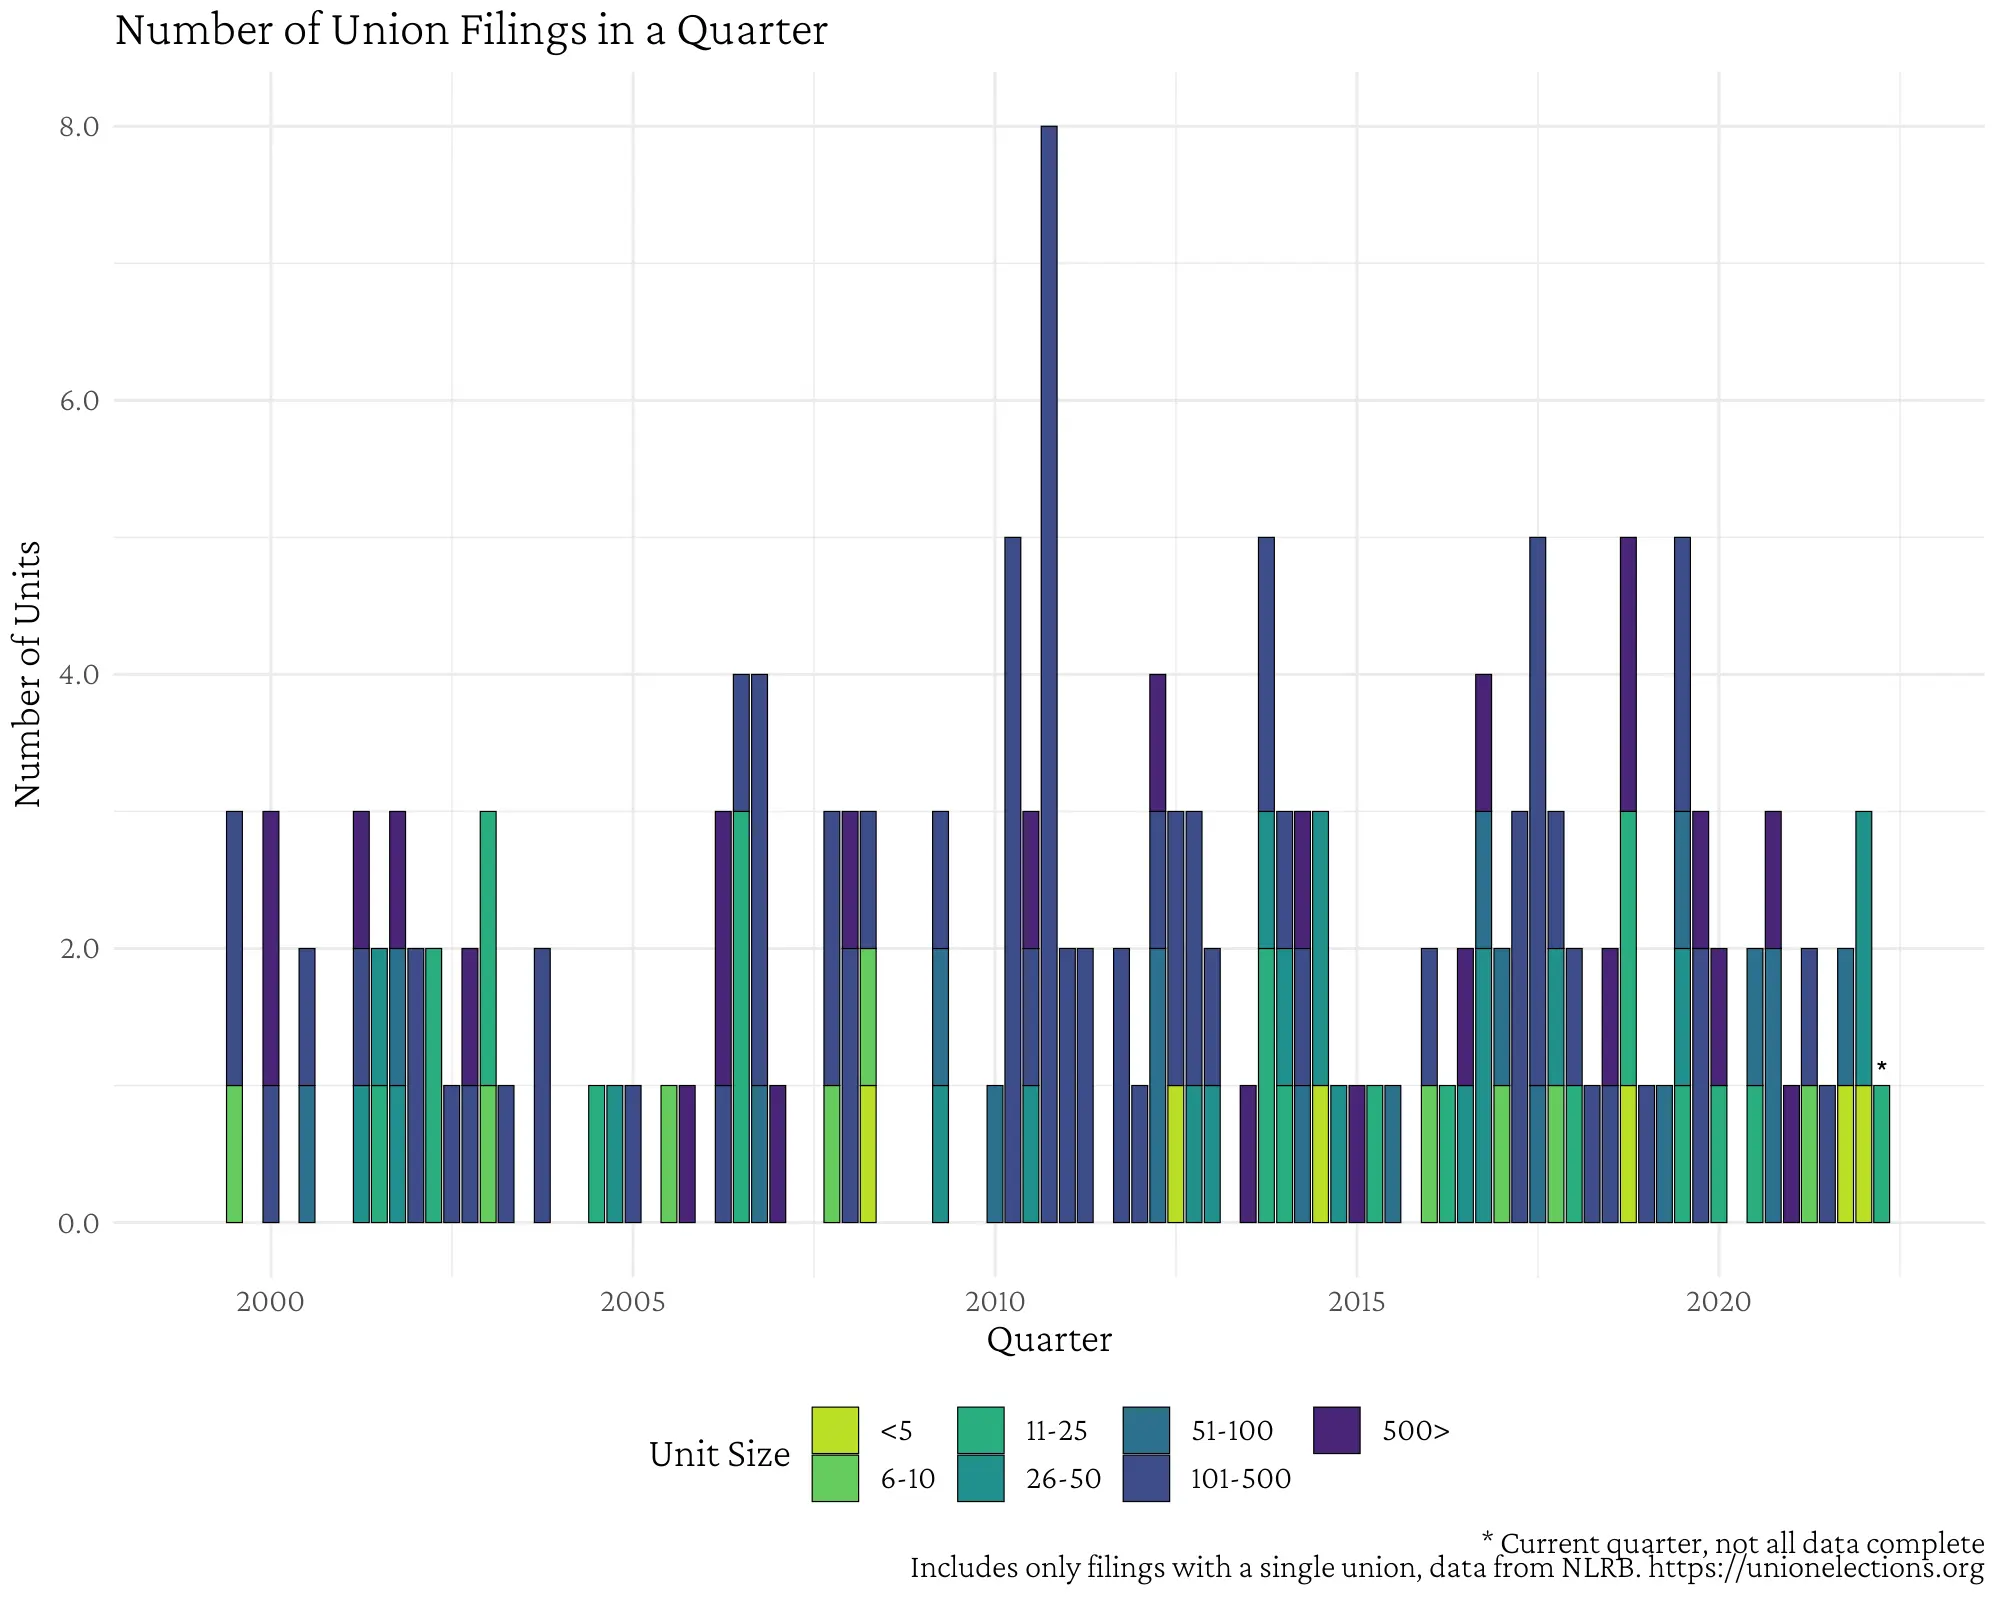 Number of Union Filings in a Quarter
Number of Units
8.0
6.0
4.0
2.0
0.0
*
2000 2005 2010 2015 2020
Quarter
Unit Size
<5 11-25 51-100 500>
6-10 26-50 101-500
* Current quarter, not all data complete
Includes only filings with a single union, data from NLRB. https://unionelections.org